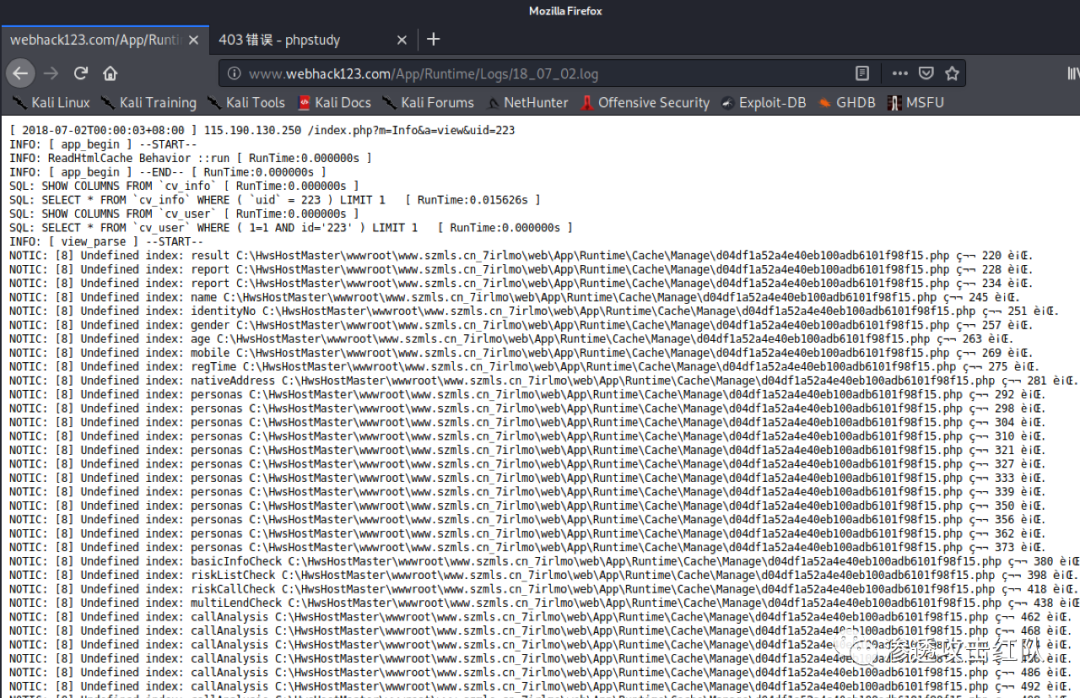 Mozilla Firefox
webhack123.com/App/Runti
403 错误 - phpstudy
www.webhack123.com/App/Runtime/Logs/18_07_02.log
Kali Linux Kali Training Kali Tools Kali Docs Kali Forums NetHunter Offensive Security Exploit-DB GHDB MSFU
[ 2018-07-02T00:00:03+08:00 ] 115.190.130.250 /index.php?m=Info&a=view&uid=223
INFO: [ app_begin ] --START--
INFO: ReadHtmlCache Behavior ::run [ RunTime:0.000000s ]
INFO: [ app_begin ] --END-- [ RunTime:0.000000s ]
SQL: SHOW COLUMNS FROM `cv_info` [ RunTime:0.000000s ]
SQL: SELECT * FROM `cv_info` WHERE ( `uid` = 223 ) LIMIT 1   [ RunTime:0.015626s ]
SQL: SHOW COLUMNS FROM `cv_user` [ RunTime:0.000000s ]
SQL: SELECT * FROM `cv_user` WHERE ( 1=1 AND id='223' ) LIMIT 1   [ RunTime:0.000000s ]
INFO: [ view_parse ] --START--
NOTIC: [8] Undefined index: result C:\HwsHostMaster\wwwroot\www.szmls.cn_7irlmo\web\App\Runtime\Cache\Manage\d04df1a52a4e40eb100adb6101f98f15.php ç¬¬ 220 è¡Œ.
NOTIC: [8] Undefined index: report C:\HwsHostMaster\wwwroot\www.szmls.cn_7irlmo\web\App\Runtime\Cache\Manage\d04df1a52a4e40eb100adb6101f98f15.php ç¬¬ 228 è¡Œ.
NOTIC: [8] Undefined index: report C:\HwsHostMaster\wwwroot\www.szmls.cn_7irlmo\web\App\Runtime\Cache\Manage\d04df1a52a4e40eb100adb6101f98f15.php ç¬¬ 234 è¡Œ.
NOTIC: [8] Undefined index: name C:\HwsHostMaster\wwwroot\www.szmls.cn_7irlmo\web\App\Runtime\Cache\Manage\d04df1a52a4e40eb100adb6101f98f15.php ç¬¬ 245 è¡Œ.
NOTIC: [8] Undefined index: identityNo C:\HwsHostMaster\wwwroot\www.szmls.cn_7irlmo\web\App\Runtime\Cache\Manage\d04df1a52a4e40eb100adb6101f98f15.php ç¬¬ 251 è¡Œ.
NOTIC: [8] Undefined index: gender C:\HwsHostMaster\wwwroot\www.szmls.cn_7irlmo\web\App\Runtime\Cache\Manage\d04df1a52a4e40eb100adb6101f98f15.php ç¬¬ 257 è¡Œ.
NOTIC: [8] Undefined index: age C:\HwsHostMaster\wwwroot\www.szmls.cn_7irlmo\web\App\Runtime\Cache\Manage\d04df1a52a4e40eb100adb6101f98f15.php ç¬¬ 263 è¡Œ.
NOTIC: [8] Undefined index: mobile C:\HwsHostMaster\wwwroot\www.szmls.cn_7irlmo\web\App\Runtime\Cache\Manage\d04df1a52a4e40eb100adb6101f98f15.php ç¬¬ 269 è¡Œ.
NOTIC: [8] Undefined index: regTime C:\HwsHostMaster\wwwroot\www.szmls.cn_7irlmo\web\App\Runtime\Cache\Manage\d04df1a52a4e40eb100adb6101f98f15.php ç¬¬ 275 è¡Œ.
NOTIC: [8] Undefined index: nativeAddress C:\HwsHostMaster\wwwroot\www.szmls.cn_7irlmo\web\App\Runtime\Cache\Manage\d04df1a52a4e40eb100adb6101f98f15.php ç¬¬ 281 è¡Œ.
NOTIC: [8] Undefined index: personas C:\HwsHostMaster\wwwroot\www.szmls.cn_7irlmo\web\App\Runtime\Cache\Manage\d04df1a52a4e40eb100adb6101f98f15.php ç¬¬ 292 è¡Œ.
NOTIC: [8] Undefined index: personas C:\HwsHostMaster\wwwroot\www.szmls.cn_7irlmo\web\App\Runtime\Cache\Manage\d04df1a52a4e40eb100adb6101f98f15.php ç¬¬ 298 è¡Œ.
NOTIC: [8] Undefined index: personas C:\HwsHostMaster\wwwroot\www.szmls.cn_7irlmo\web\App\Runtime\Cache\Manage\d04df1a52a4e40eb100adb6101f98f15.php ç¬¬ 304 è¡Œ.
NOTIC: [8] Undefined index: personas C:\HwsHostMaster\wwwroot\www.szmls.cn_7irlmo\web\App\Runtime\Cache\Manage\d04df1a52a4e40eb100adb6101f98f15.php ç¬¬ 310 è¡Œ.
NOTIC: [8] Undefined index: personas C:\HwsHostMaster\wwwroot\www.szmls.cn_7irlmo\web\App\Runtime\Cache\Manage\d04df1a52a4e40eb100adb6101f98f15.php ç¬¬ 321 è¡Œ.
NOTIC: [8] Undefined index: personas C:\HwsHostMaster\wwwroot\www.szmls.cn_7irlmo\web\App\Runtime\Cache\Manage\d04df1a52a4e40eb100adb6101f98f15.php ç¬¬ 327 è¡Œ.
NOTIC: [8] Undefined index: personas C:\HwsHostMaster\wwwroot\www.szmls.cn_7irlmo\web\App\Runtime\Cache\Manage\d04df1a52a4e40eb100adb6101f98f15.php ç¬¬ 333 è¡Œ.
NOTIC: [8] Undefined index: personas C:\HwsHostMaster\wwwroot\www.szmls.cn_7irlmo\web\App\Runtime\Cache\Manage\d04df1a52a4e40eb100adb6101f98f15.php ç¬¬ 339 è¡Œ.
NOTIC: [8] Undefined index: personas C:\HwsHostMaster\wwwroot\www.szmls.cn_7irlmo\web\App\Runtime\Cache\Manage\d04df1a52a4e40eb100adb6101f98f15.php ç¬¬ 350 è¡Œ.
NOTIC: [8] Undefined index: personas C:\HwsHostMaster\wwwroot\www.szmls.cn_7irlmo\web\App\Runtime\Cache\Manage\d04df1a52a4e40eb100adb6101f98f15.php ç¬¬ 356 è¡Œ.
NOTIC: [8] Undefined index: personas C:\HwsHostMaster\wwwroot\www.szmls.cn_7irlmo\web\App\Runtime\Cache\Manage\d04df1a52a4e40eb100adb6101f98f15.php ç¬¬ 362 è¡Œ.
NOTIC: [8] Undefined index: personas C:\HwsHostMaster\wwwroot\www.szmls.cn_7irlmo\web\App\Runtime\Cache\Manage\d04df1a52a4e40eb100adb6101f98f15.php ç¬¬ 373 è¡Œ.
NOTIC: [8] Undefined index: basicInfoCheck C:\HwsHostMaster\wwwroot\www.szmls.cn_7irlmo\web\App\Runtime\Cache\Manage\d04df1a52a4e40eb100adb6101f98f15.php ç¬¬ 380 è¡Œ
NOTIC: [8] Undefined index: riskListCheck C:\HwsHostMaster\wwwroot\www.szmls.cn_7irlmo\web\App\Runtime\Cache\Manage\d04df1a52a4e40eb100adb6101f98f15.php ç¬¬ 398 è¡Œ.
NOTIC: [8] Undefined index: riskCallCheck C:\HwsHostMaster\wwwroot\www.szmls.cn_7irlmo\web\App\Runtime\Cache\Manage\d04df1a52a4e40eb100adb6101f98f15.php ç¬¬ 418 è¡Œ.
NOTIC: [8] Undefined index: multiLendCheck C:\HwsHostMaster\wwwroot\www.szmls.cn_7irlmo\web\App\Runtime\Cache\Manage\d04df1a52a4e40eb100adb6101f98f15.php ç¬¬ 438 è¡Œ
NOTIC: [8] Undefined index: callAnalysis C:\HwsHostMaster\wwwroot\www.szmls.cn_7irlmo\web\App\Runtime\Cache\Manage\d04df1a52a4e40eb100adb6101f98f15.php ç¬¬ 462 è¡Œ.
NOTIC: [8] Undefined index: callAnalysis C:\HwsHostMaster\wwwroot\www.szmls.cn_7irlmo\web\App\Runtime\Cache\Manage\d04df1a52a4e40eb100adb6101f98f15.php ç¬¬ 468 è¡Œ.
NOTIC: [8] Undefined index: callAnalysis C:\HwsHostMaster\wwwroot\www.szmls.cn_7irlmo\web\App\Runtime\Cache\Manage\
NOTIC: [8] Undefined index: callAnalysis C:\HwsHostMaster\wwwroot\www.szmls.cn_7irlmo\web\App\Runtime\Cache\Manage\
NOTIC: [8] Undefined index: callAnalysis C:\HwsHostMaster\wwwroot\www.szmls.cn_7irlmo\web\App\Runtime\Cache\Manage\d04df1a52a4e40eb100adb6101f98f15.php ç¬¬ 486 è¡Œ.
NOTIC: [8] Undefined index: callAnalysis C:\HwsHostMaster\wwwroot\www.szmls.cn_7irlmo\web\App\Runtime\Cache\Manage\d04df1a52a4e40eb100adb6101f98f15.php ç¬¬ 492 è¡Œ.